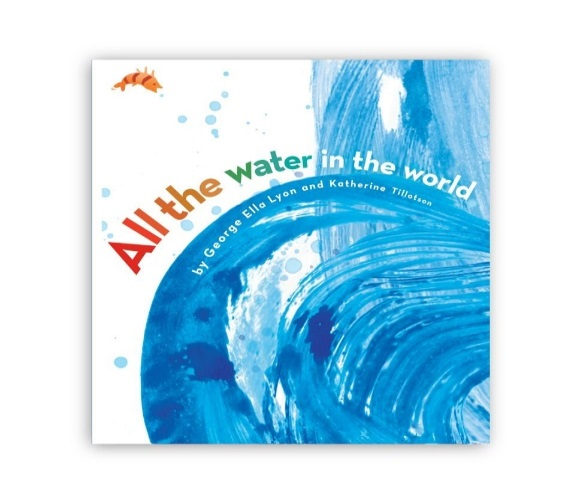 All the water in the world
by George Ella Lyon and Katherine Tillotson